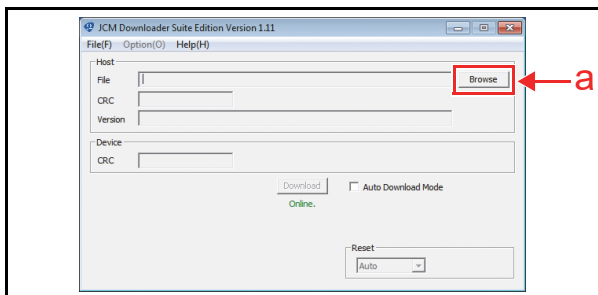 JCM Downloader Suite Edition Version 1.11
File(F) Option(O) Help(H)
Host
File Browse a
CRC
Version
Device
CRC
Download Auto Download Mode
Online.
Reset
Auto